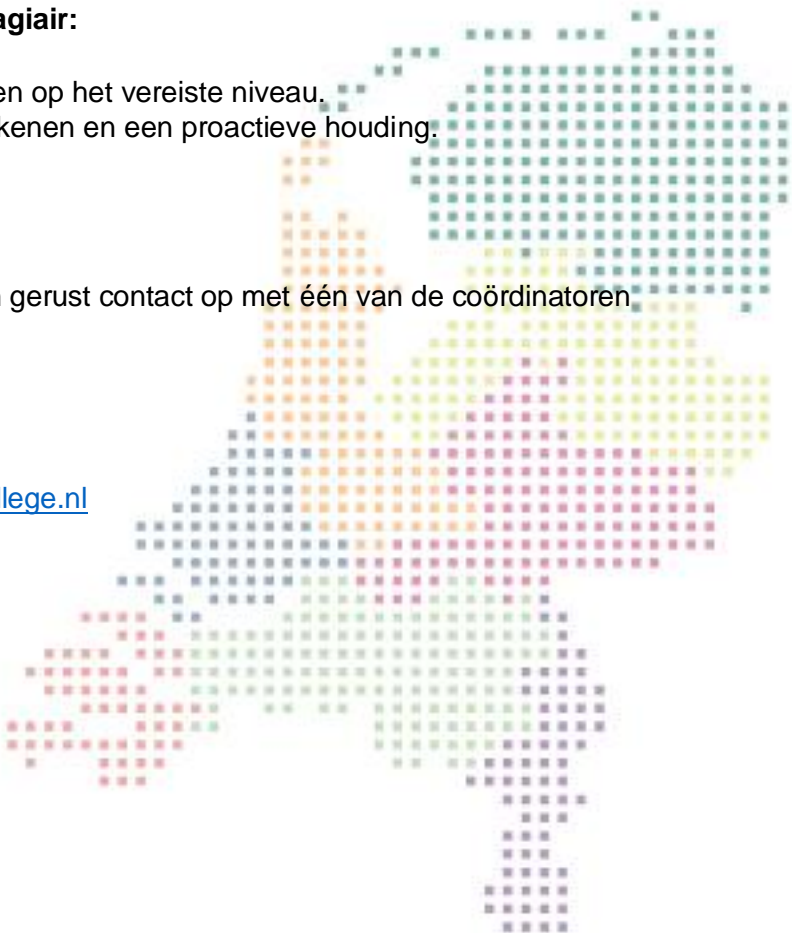 agiair:
en op het vereiste niveau.
kenen en een proactieve houding.
gerust contact op met één van de coördinatoren
llege.nl